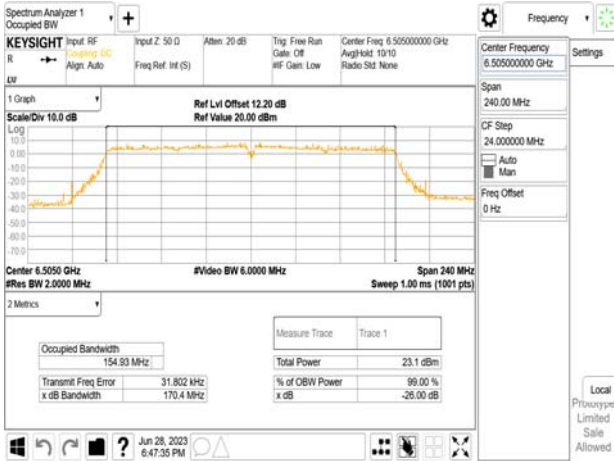 Spectrum Analyzer 1
Occupied BW
+
Frequency
KEYSIGHT
R
Input: RF
Coupling: DC
Align: Auto
Input Z: 50 Ω
Freq Ref: Int (S)
Atten: 20 dB
Trig: Free Run
Gate: Off
#IF Gain: Low
Center Freq: 6.505000000 GHz
Avg|Hold: 10/10
Radio Std: None
1 Graph
Scale/Div 10.0 dB
Ref Lvl Offset 12.20 dB
Ref Value 20.00 dBm
Log
10.0
0.00
-10.0
-20.0
-30.0
-40.0
-50.0
-60.0
-70.0
Center 6.5050 GHz
#Res BW 2.0000 MHz
#Video BW 6.0000 MHz
Span 240 MHz
Sweep 1.00 ms (1001 pts)
2 Metrics
Measure Trace
Trace 1
Occupied Bandwidth
154.93 MHz
Total Power
23.1 dBm
Transmit Freq Error
31.802 kHz
% of OBW Power
99.00 %
x dB Bandwidth
170.4 MHz
x dB
-26.00 dB
Jun 28, 2023
6:47:35 PM
?
Center Frequency
6.505000000 GHz
Settings
Span
240.00 MHz
CF Step
24.000000 MHz
Auto
Man
Freq Offset
0 Hz
Local
Prototype
Limited
Sale
Allowed